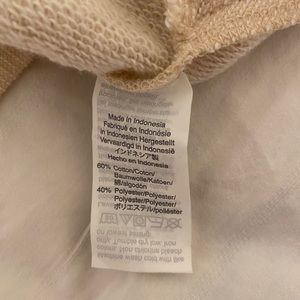 Made In Indonesia
Fabriqué en Indonésie
In Indonesien Hergestellt
Vervaardigd in Indonesië
インドネシア製
Hecho en Indonesia
60% Cotton/Coton/
Baumwolle/Katoen/
綿/algodón
40% Polyester/Polyester/
Polyester/Polyester/
ポリエステル/poliéster